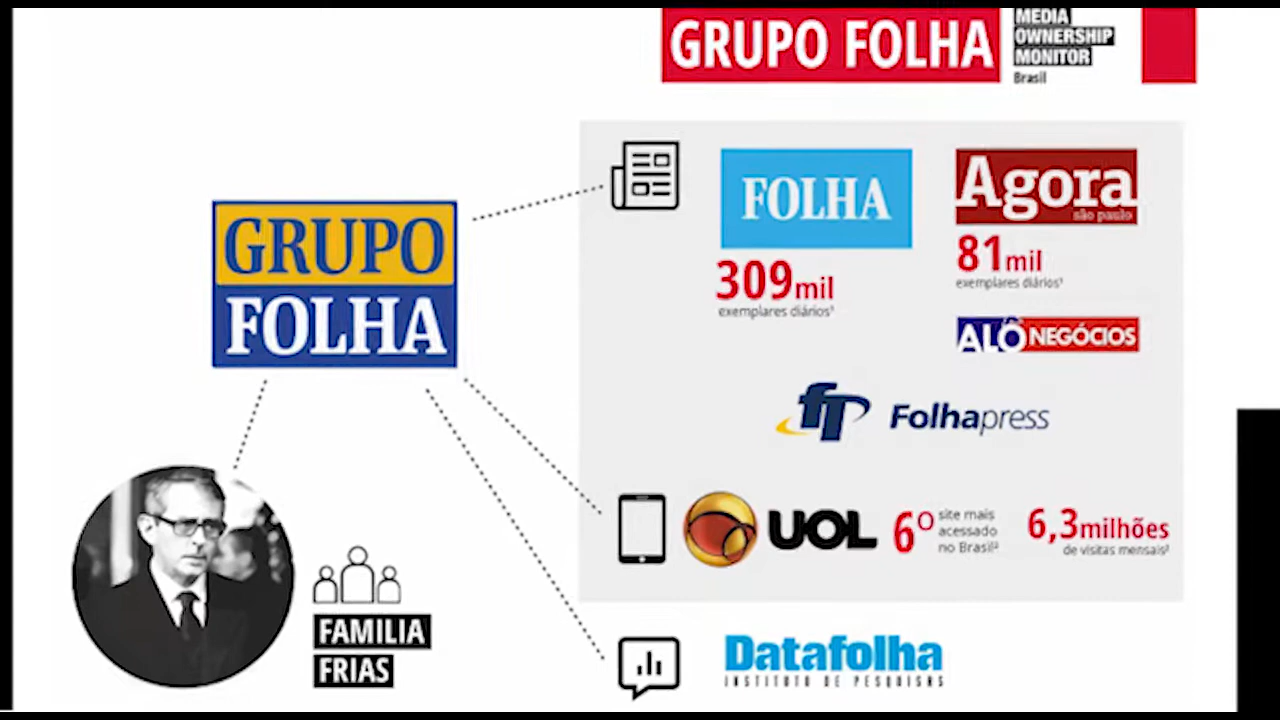 GRUPO FOLHA
MEDIA
OWNERSHIP
MONITOR
Brasil
GRUPO
FOLHA
FOLHA
309mil
exemplares diários¹
Agora
são paulo
81mil
exemplares diários¹
ALÔ NEGÓCIOS
fp Folhapress
UOL
6º site mais
acessado
no Brasil²
6,3milhões
de visitas mensais²
FAMILIA
FRIAS
Datafolha
INSTITUTO DE PESQUISAS